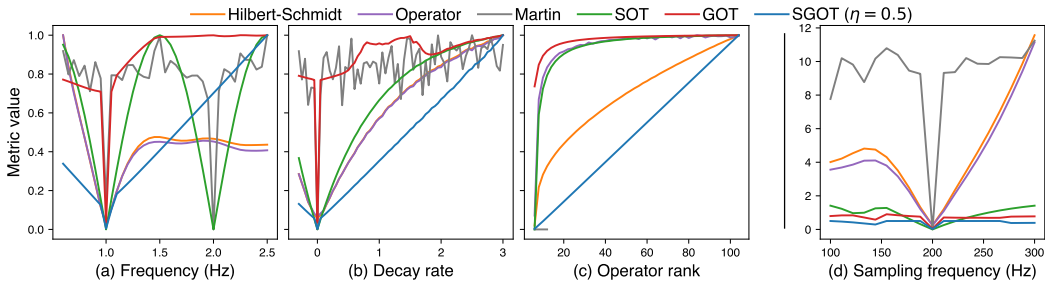 Hilbert-Schmidt Operator Martin SOT GOT SGOT (η = 0.5)
Metric value
1.0
0.8
0.6
0.4
0.2
0.0
1.0 1.5 2.0 2.5
(a) Frequency (Hz)
0 1 2 3
(b) Decay rate
20 40 60 80 100
(c) Operator rank
12
10
8
6
4
2
0
100 150 200 250 300
(d) Sampling frequency (Hz)